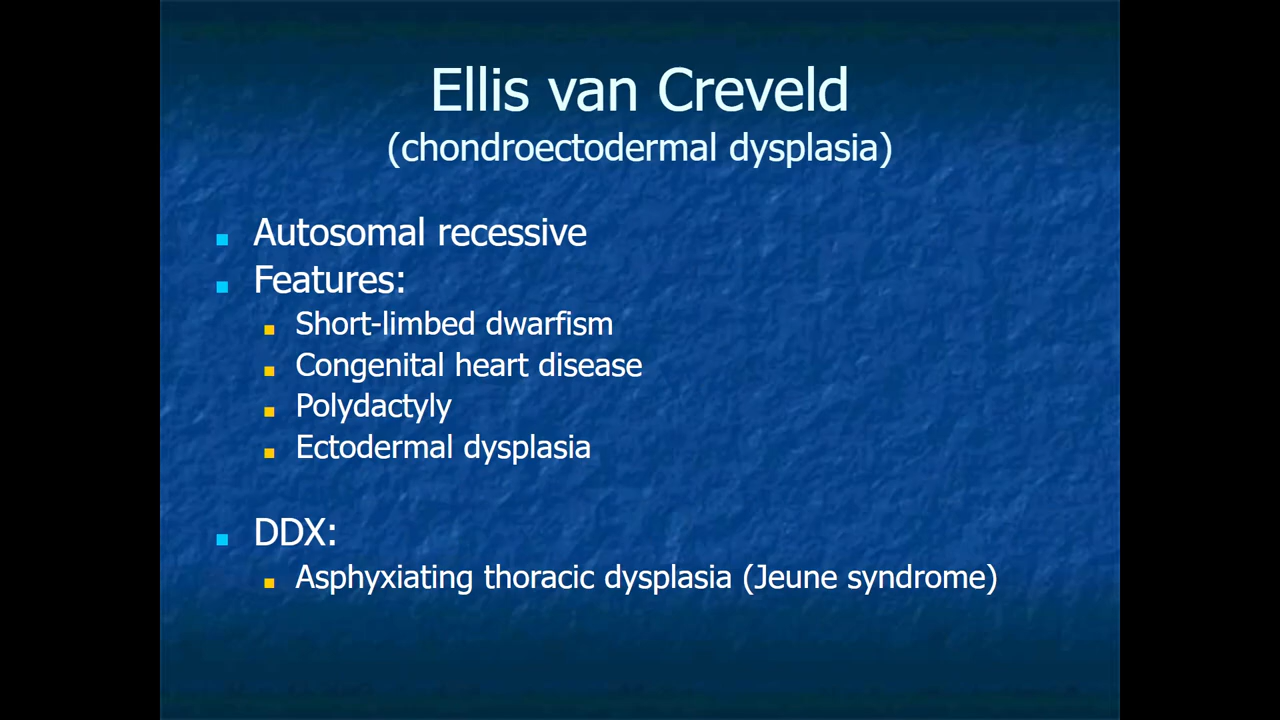 Ellis van Creveld
(chondroectodermal dysplasia)
Autosomal recessive
Features:
Short-limbed dwarfism
Congenital heart disease
Polydactyly
Ectodermal dysplasia
DDX:
Asphyxiating thoracic dysplasia (Jeune syndrome)